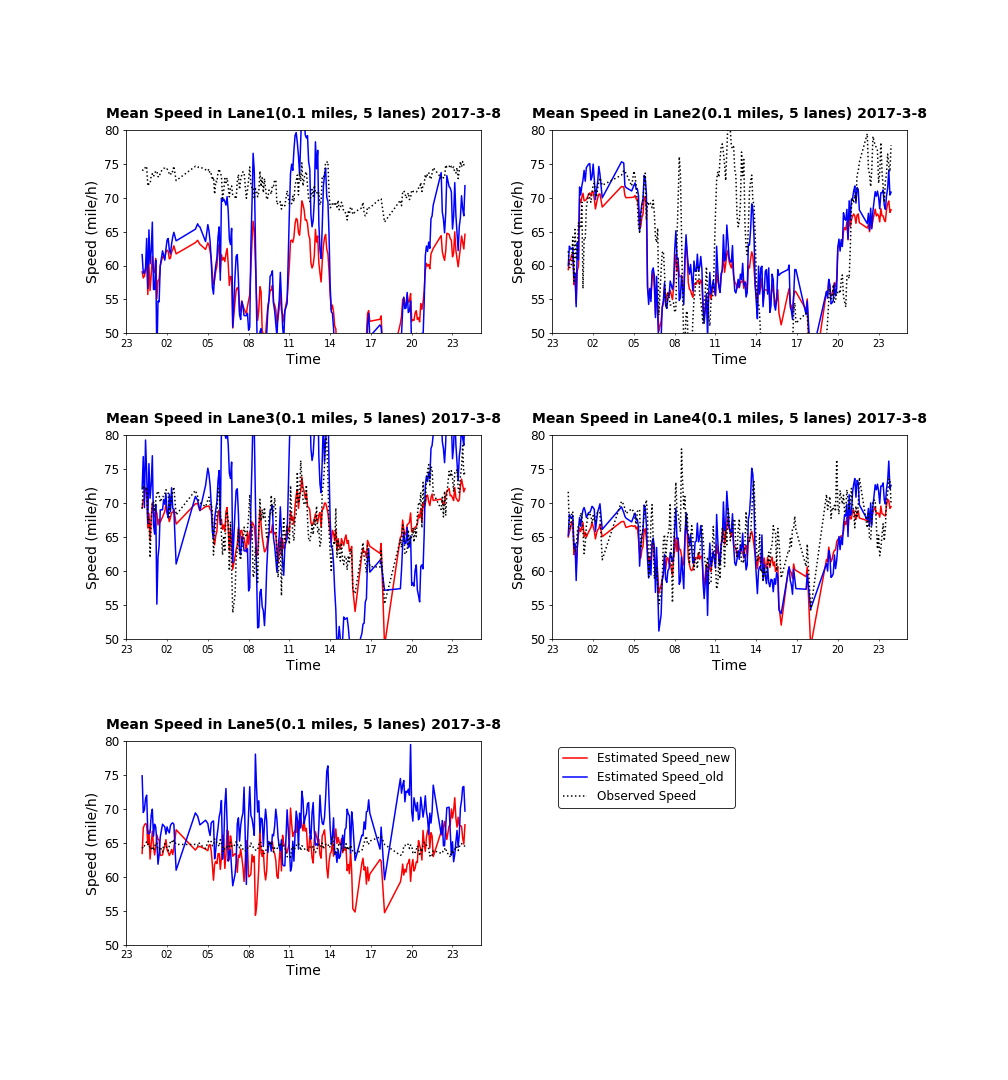 Mean Speed in Lane1(0.1 miles, 5 lanes) 2017-3-8
80
75
70
65
60
55
50
Speed (mile/h)
23 02 05 08 11 14 17 20 23
Time
Mean Speed in Lane2(0.1 miles, 5 lanes) 2017-3-8
80
75
70
65
60
55
50
Speed (mile/h)
23 02 05 08 11 14 17 20 23
Time
Mean Speed in Lane3(0.1 miles, 5 lanes) 2017-3-8
80
75
70
65
60
55
50
Speed (mile/h)
23 02 05 08 11 14 17 20 23
Time
Mean Speed in Lane4(0.1 miles, 5 lanes) 2017-3-8
80
75
70
65
60
55
50
Speed (mile/h)
23 02 05 08 11 14 17 20 23
Time
Mean Speed in Lane5(0.1 miles, 5 lanes) 2017-3-8
80
75
70
65
60
55
50
Speed (mile/h)
23 02 05 08 11 14 17 20 23
Time
Estimated Speed_new
Estimated Speed_old
Observed Speed